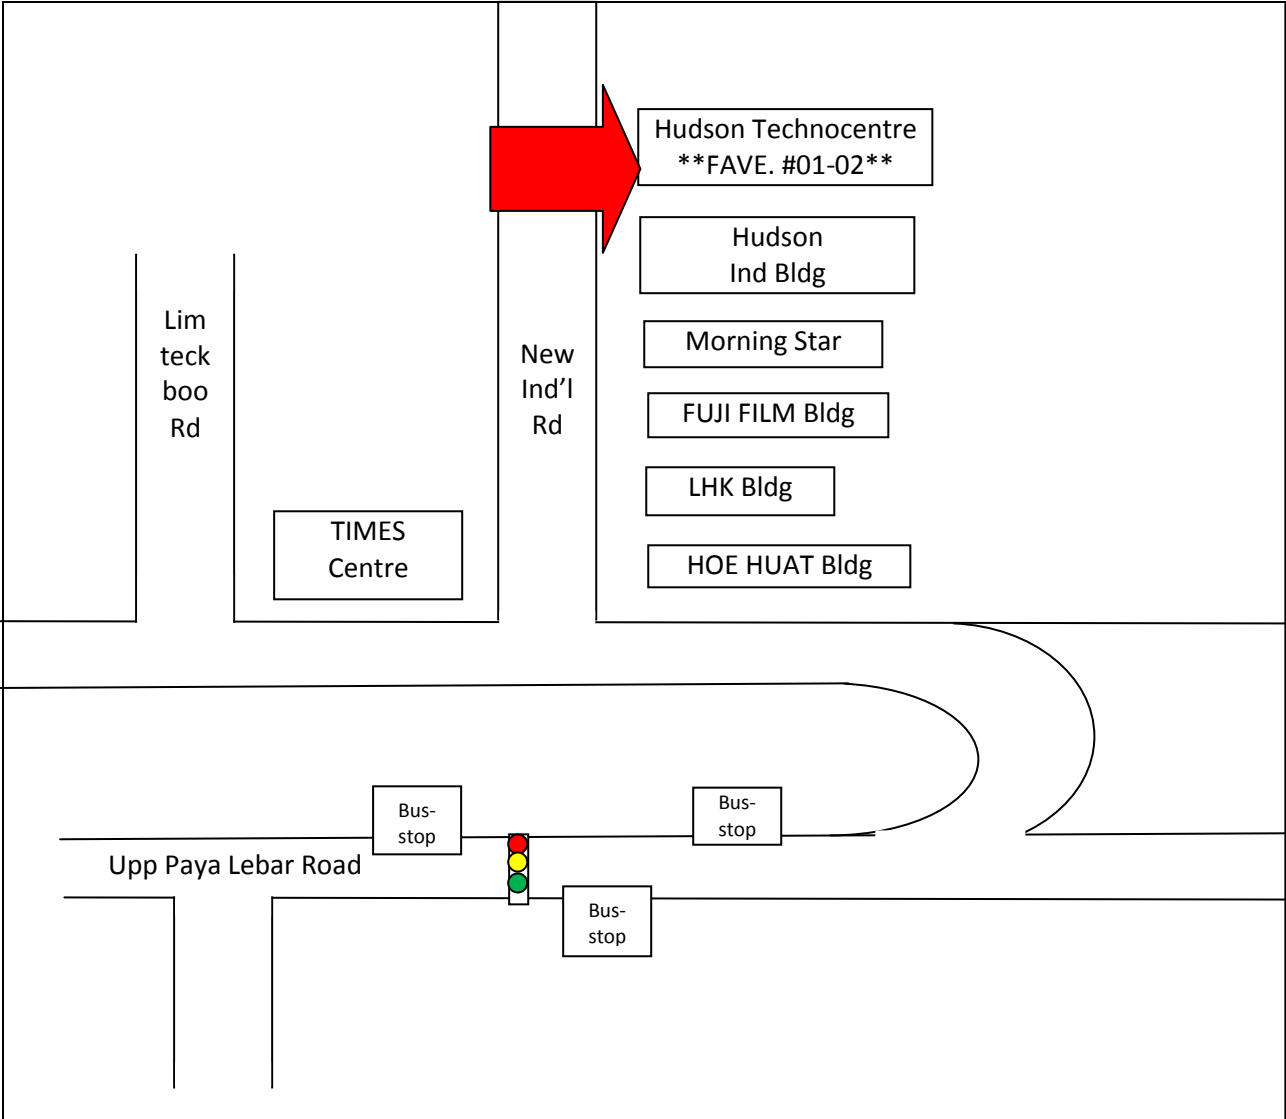 Hudson Technocentre
**FAVE. #01-02**
Hudson
Ind Bldg
Lim
teck
boo
Rd
New
Ind’l
Rd
Morning Star
FUJI FILM Bldg
LHK Bldg
TIMES
Centre
HOE HUAT Bldg
Bus-
stop
Bus-
stop
Upp Paya Lebar Road
Bus-
stop